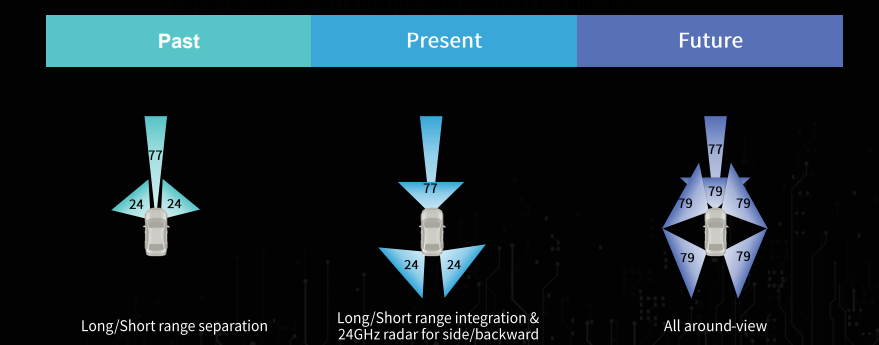 Past
Present
Future
77
24
24
77
24
24
77
79
79
79
79
79
Long/Short range separation
Long/Short range integration &
24GHz radar for side/backward
All around-view